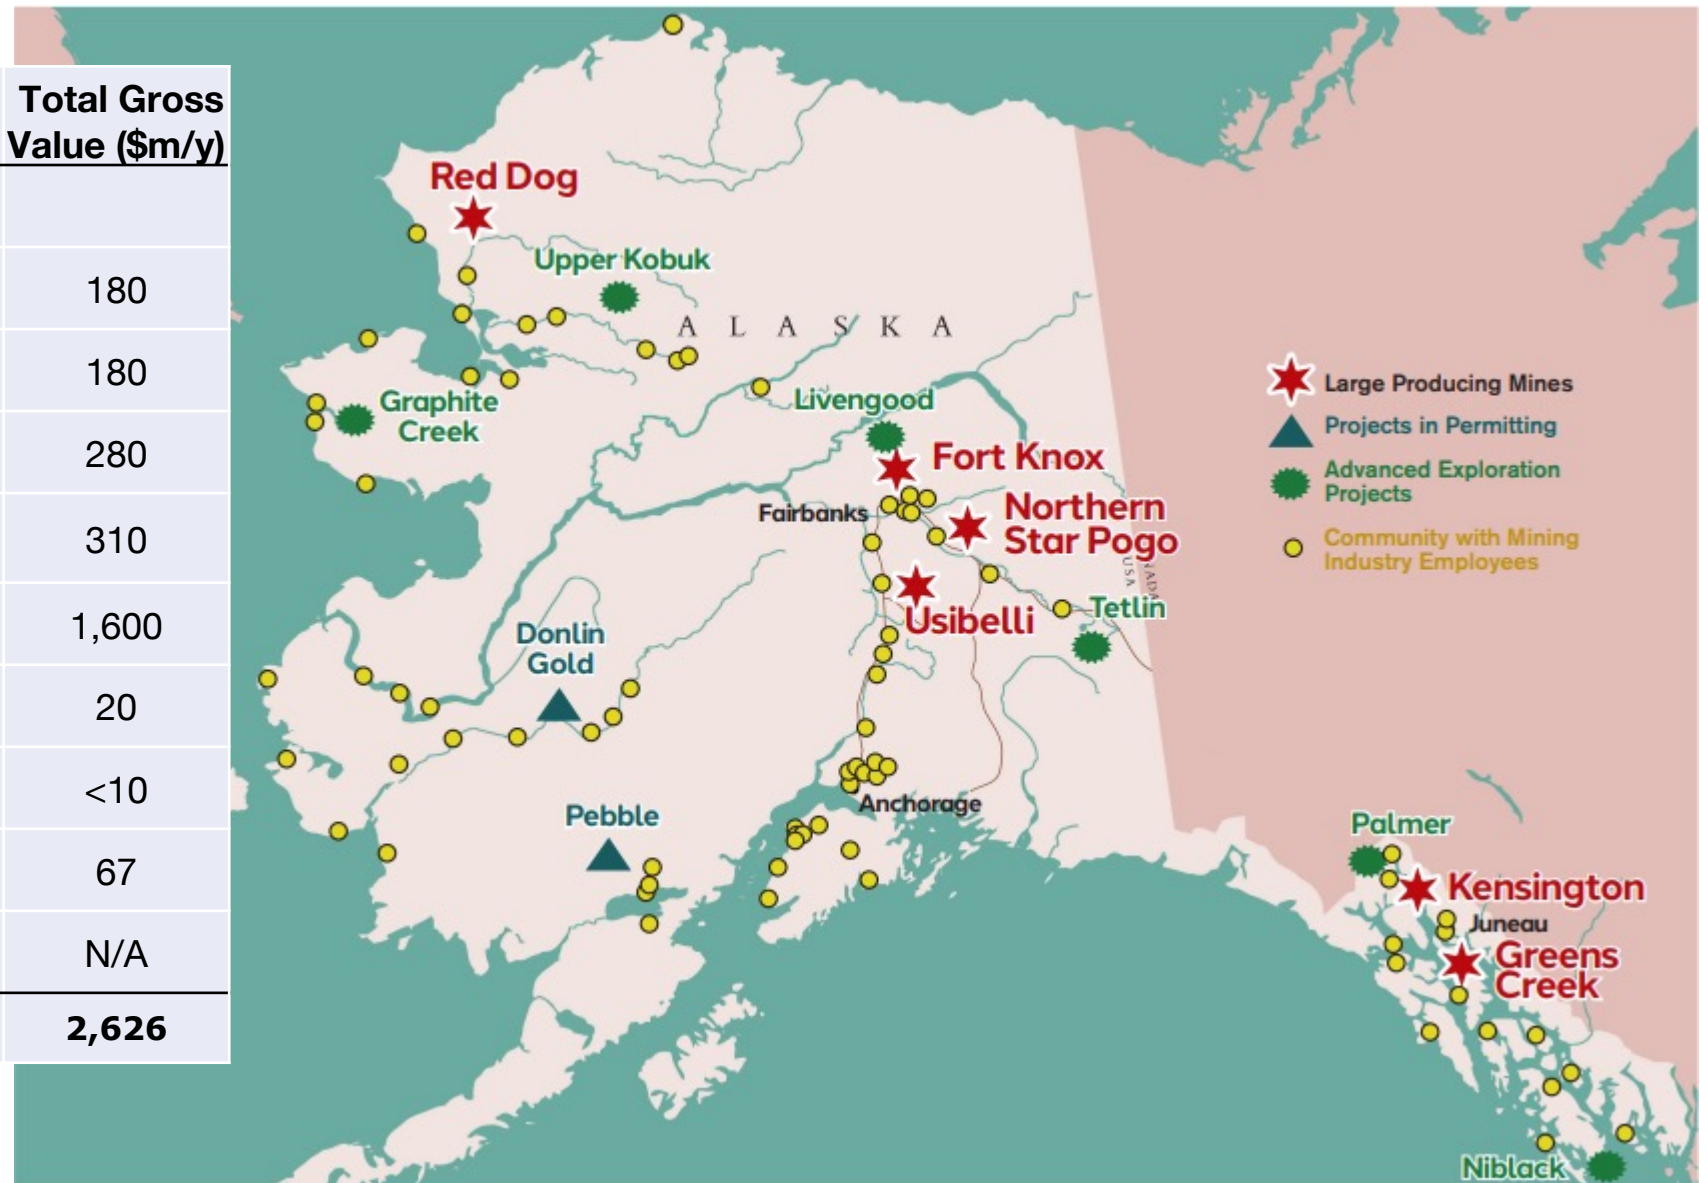 Total Gross
Value ($m/y)
180
180
280
310
1,600
20
<10
67
N/A
2,626
Red Dog
Upper Kobuk
A L A S K A
Graphite
Creek
Livengood
Fort Knox
Fairbanks
Northern
Star Pogo
USA
Usibelli
Tetlin
Donlin
Gold
Pebble
Anchorage
Large Producing Mines
Projects in Permitting
Advanced Exploration
Projects
Community with Mining
Industry Employees
Palmer
Kensington
Juneau
Greens
Creek
Niblack